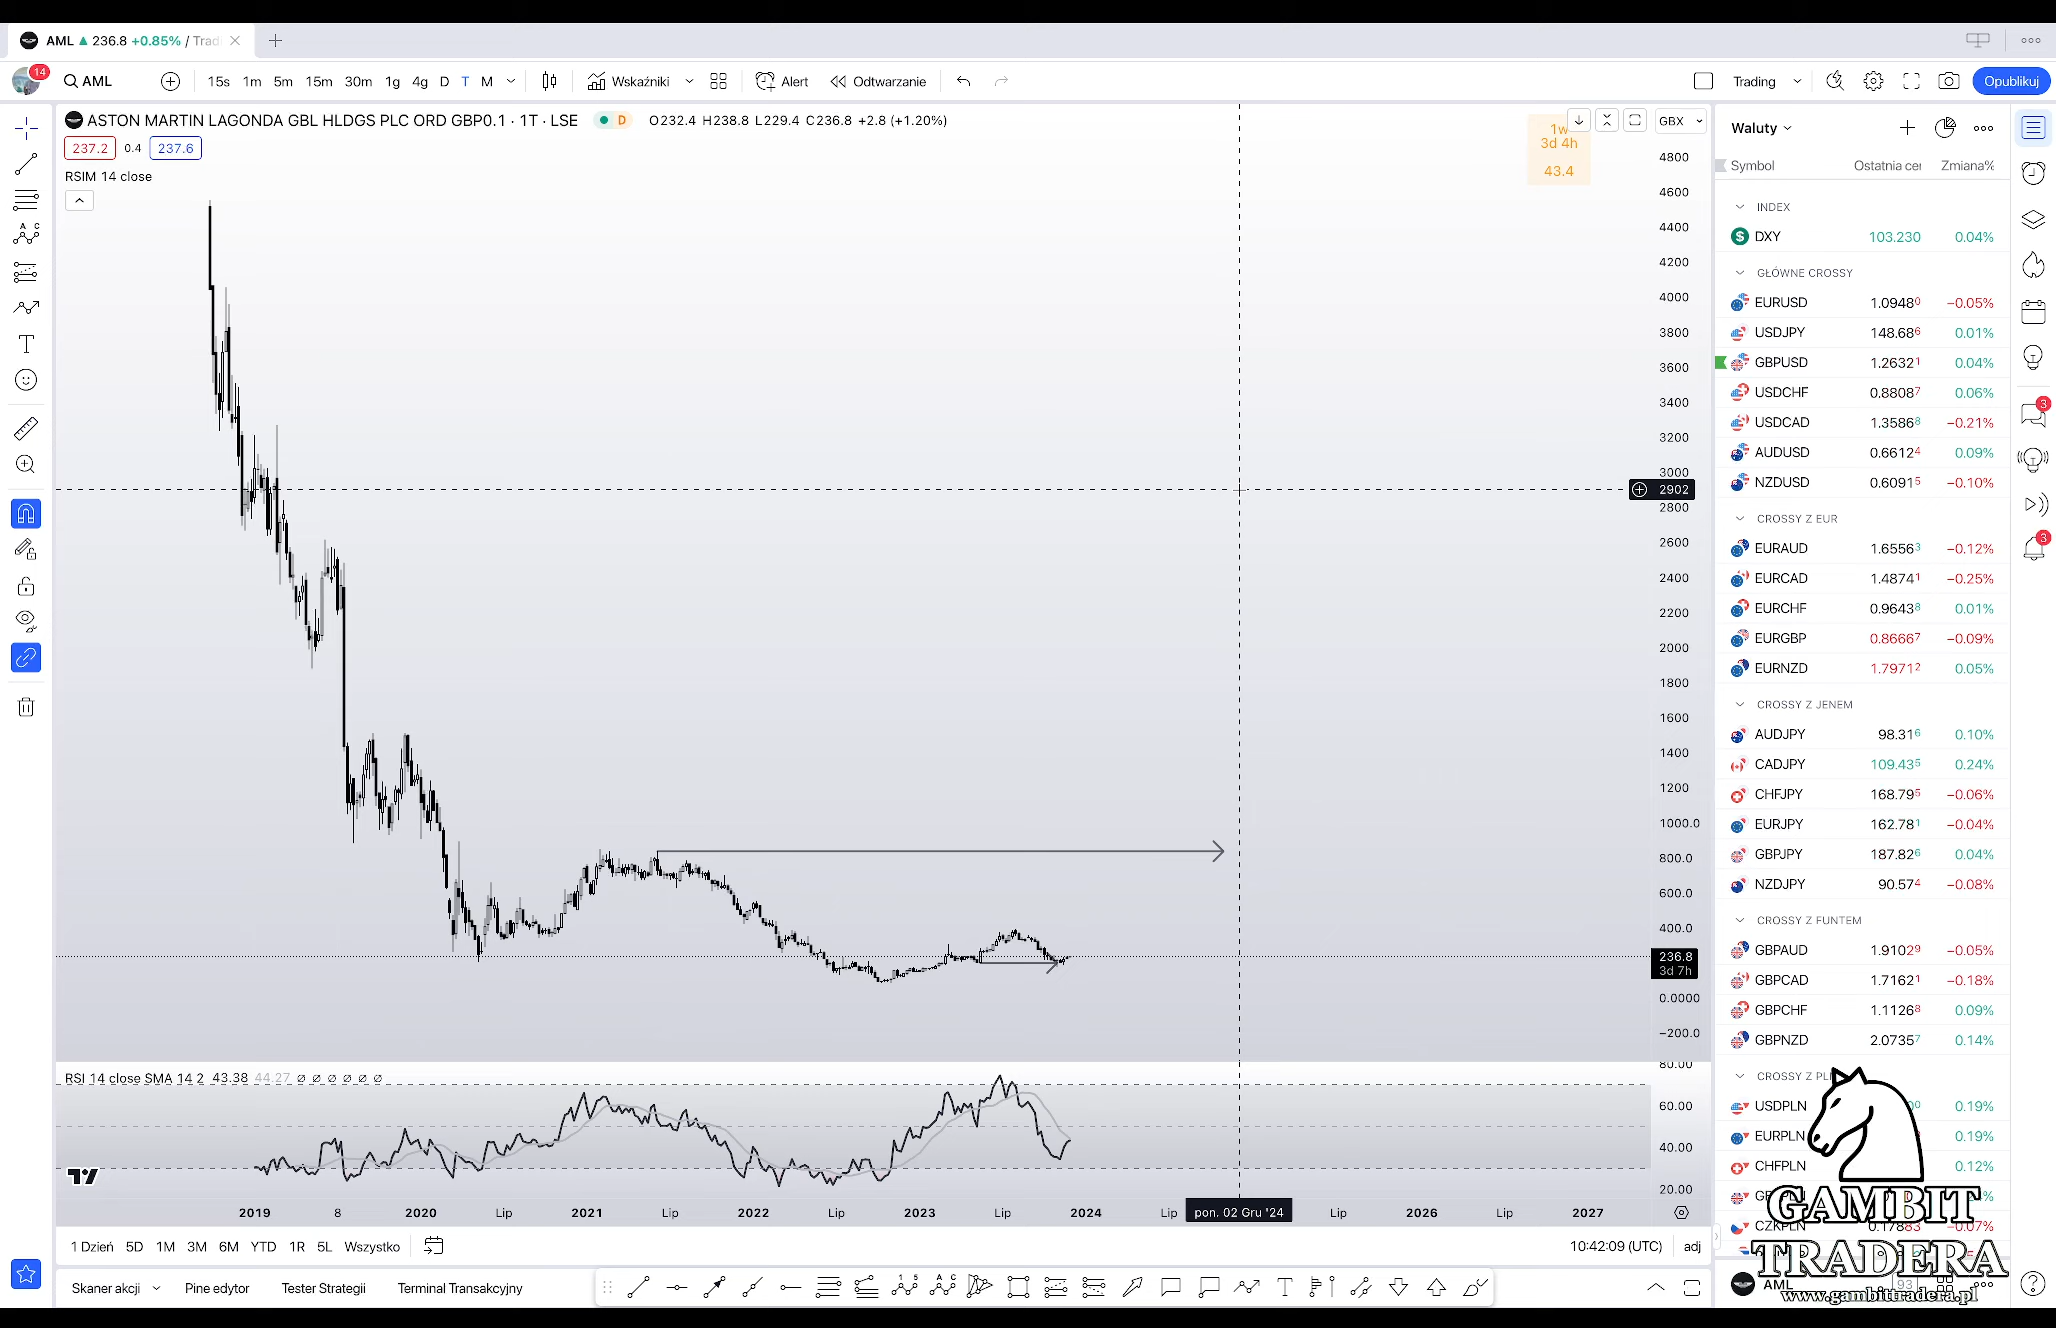 AML ▲ 236.8 +0.85% / Trad
14
AML
15s 1m 5m 15m 30m 1g 4g D T M
Wskaźniki
Alert
Odtwarzanie
Trading
Opublikuj
ASTON MARTIN LAGONDA GBL HLDGS PLC ORD GBP0.1 · 1T · LSE
D
O232.4 H238.8 L229.4 C236.8 +2.8 (+1.20%)
237.2 0.4 237.6
RSIM 14 close
1w
3d 4h
43.4
GBX
4800
4600
4400
4200
4000
3800
3600
3400
3200
3000
2902
2800
2600
2400
2200
2000
1800
1600
1400
1200
1000.0
800.0
600.0
400.0
236.8
3d 7h
0.0000
−200.0
RSI 14 close SMA 14 2 43.38 44.27 ∅ ∅ ∅ ∅ ∅ ∅
80.00
60.00
40.00
20.00
2019 8 2020 Lip 2021 Lip 2022 Lip 2023 Lip 2024 Lip pon. 02 Gru '24 Lip 2026 Lip 2027
1 Dzień 5D 1M 3M 6M YTD 1R 5L Wszystko
10:42:09 (UTC) adj
Skaner akcji Pine edytor Tester Strategii Terminal Transakcyjny
Waluty
Symbol Ostatnia cer Zmiana%
INDEX
DXY 103.230 0.04%
GŁÓWNE CROSSY
EURUSD 1.09480 −0.05%
USDJPY 148.686 0.01%
GBPUSD 1.26321 0.04%
USDCHF 0.88087 0.06%
USDCAD 1.35868 −0.21%
AUDUSD 0.66124 0.09%
NZDUSD 0.60915 −0.10%
CROSSY Z EUR
EURAUD 1.65563 −0.12%
EURCAD 1.48741 −0.25%
EURCHF 0.96438 0.01%
EURGBP 0.86667 −0.09%
EURNZD 1.79712 0.05%
CROSSY Z JENEM
AUDJPY 98.316 0.10%
CADJPY 109.435 0.24%
CHFJPY 168.795 −0.06%
EURJPY 162.781 −0.04%
GBPJPY 187.826 0.04%
NZDJPY 90.574 −0.08%
CROSSY Z FUNTEM
GBPAUD 1.91029 −0.05%
GBPCAD 1.71621 −0.18%
GBPCHF 1.11268 0.09%
GBPNZD 2.07357 0.14%
CROSSY Z PL
USDPLN 0.19%
EURPLN 0.19%
CHFPLN 0.12%
CZKPLN 0.17883 −0.07%
AML 93
3
3
GAMBIT
TRADERA
www.gambittradera.pl